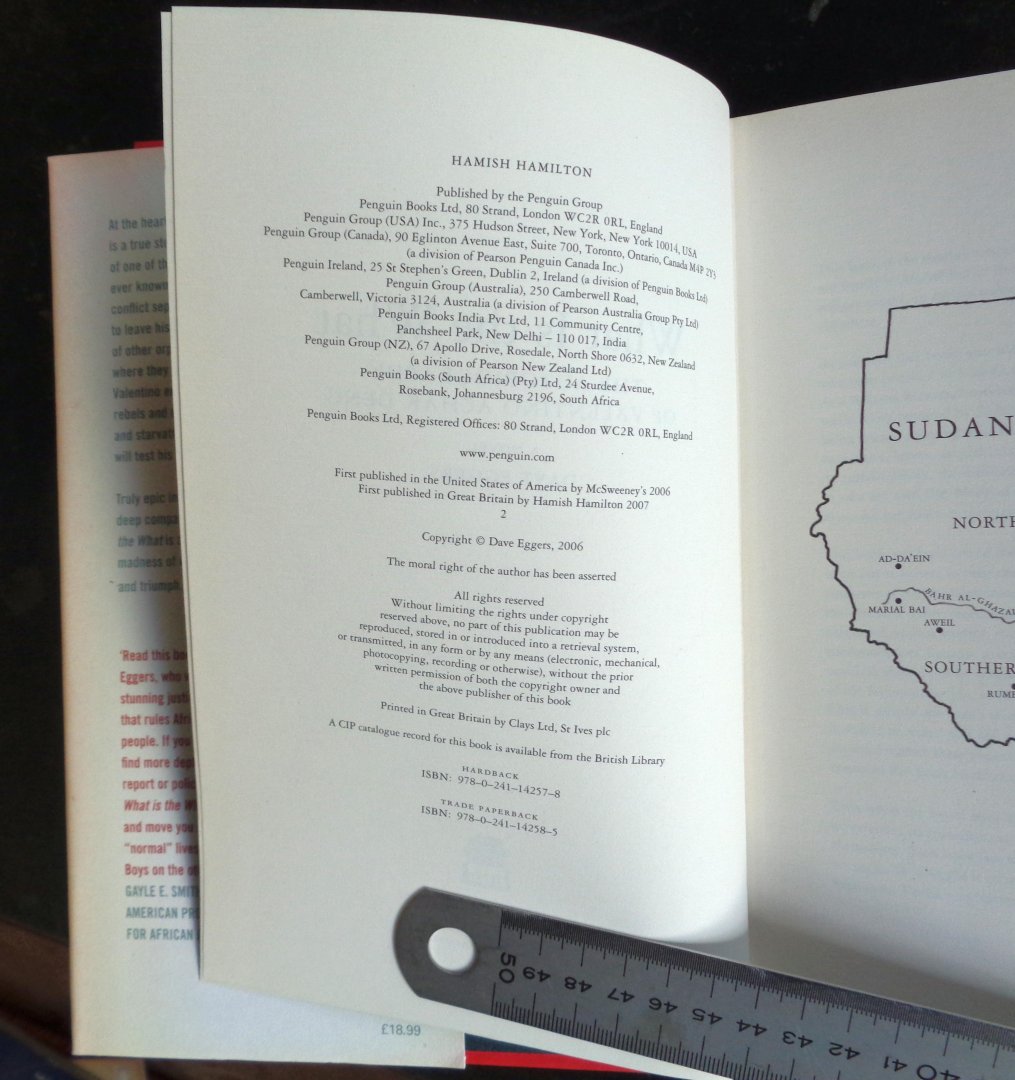 At the hear
is a true st
of one of th
ever known
conflict sep
to leave his
of other orp
where they
Valentino e
rebels and
and starvat
will test his
Truly epic in
deep compa
the What is
madness of
and triumph
'Read this bo
Eggers, who
stunning justi
that rules Afri
people. If you
find more dep
report or polic
What is the W
and move you
"normal" lives
Boys on the ot
GAYLE E. SMIT
AMERICAN PR
FOR AFRICAN
£18.99
HAMISH HAMILTON
Published by the Penguin Group
Penguin Books Ltd, 80 Strand, London WC2R 0RL, England
Penguin Group (USA) Inc., 375 Hudson Street, New York, New York 10014, USA
Penguin Group (Canada), 90 Eglinton Avenue East, Suite 700, Toronto, Ontario, Canada M4P 2Y3
(a division of Pearson Penguin Canada Inc.)
Penguin Ireland, 25 St Stephen's Green, Dublin 2, Ireland (a division of Penguin Books Ltd)
Penguin Group (Australia), 250 Camberwell Road,
Camberwell, Victoria 3124, Australia (a division of Pearson Australia Group Pty Ltd)
Penguin Books India Pvt Ltd, 11 Community Centre,
Panchsheel Park, New Delhi – 110 017, India
Penguin Group (NZ), 67 Apollo Drive, Rosedale, North Shore 0632, New Zealand
(a division of Pearson New Zealand Ltd)
Penguin Books (South Africa) (Pty) Ltd, 24 Sturdee Avenue,
Rosebank, Johannesburg 2196, South Africa
Penguin Books Ltd, Registered Offices: 80 Strand, London WC2R 0RL, England
www.penguin.com
First published in the United States of America by McSweeney's 2006
First published in Great Britain by Hamish Hamilton 2007
2
Copyright © Dave Eggers, 2006
The moral right of the author has been asserted
All rights reserved
Without limiting the rights under copyright
reserved above, no part of this publication may be
reproduced, stored in or introduced into a retrieval system,
or transmitted, in any form or by any means (electronic, mechanical,
photocopying, recording or otherwise), without the prior
written permission of both the copyright owner and
the above publisher of this book
Printed in Great Britain by Clays Ltd, St Ives plc
A CIP catalogue record for this book is available from the British Library
HARDBACK
ISBN: 978–0–241–14257–8
TRADE PAPERBACK
ISBN: 978–0–241–14258–5
SUDAN
NORTH
AD-DA'EIN
BAHR AL-GHAZAL
MARIAL BAI
AWEIL
SOUTHER
RUMB
50 49 48 47 46 45 44 43 42 41 40